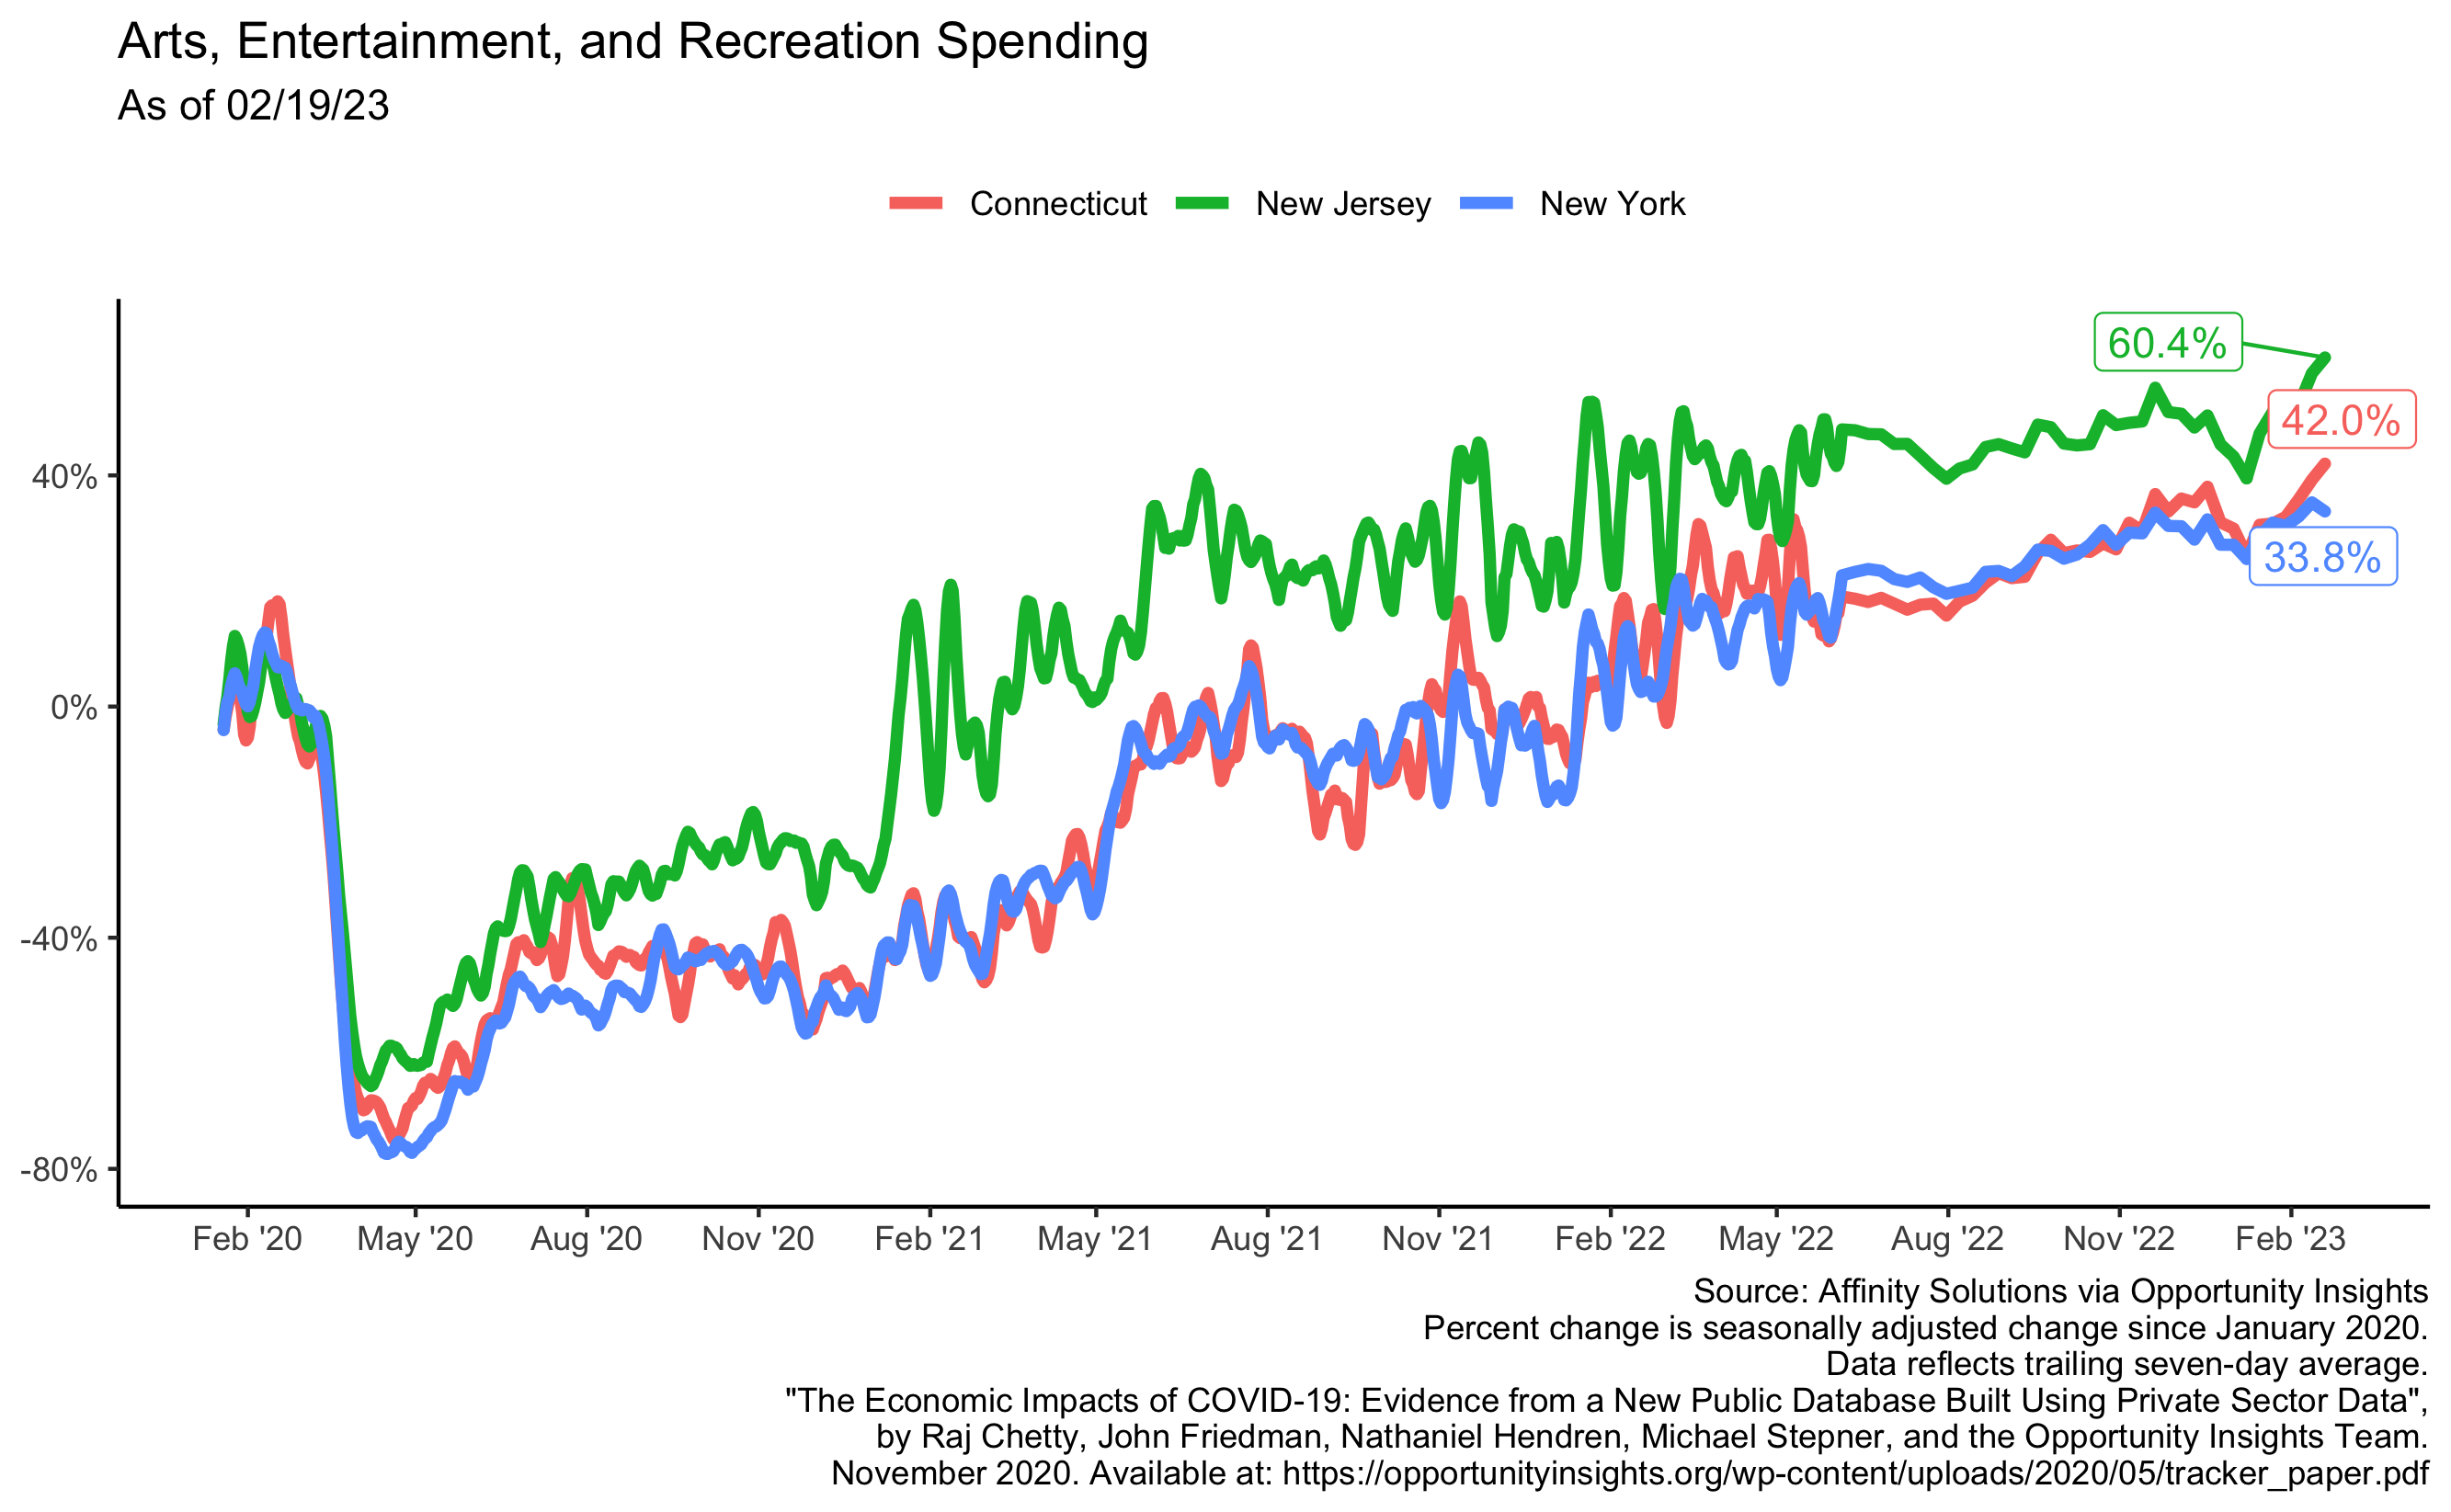 Arts, Entertainment, and Recreation Spending
As of 02/19/23
Connecticut New Jersey New York
60.4%
42.0%
33.8%
40%
0%
-40%
-80%
Feb '20 May '20 Aug '20 Nov '20 Feb '21 May '21 Aug '21 Nov '21 Feb '22 May '22 Aug '22 Nov '22 Feb '23
Source: Affinity Solutions via Opportunity Insights
Percent change is seasonally adjusted change since January 2020.
Data reflects trailing seven-day average.
"The Economic Impacts of COVID-19: Evidence from a New Public Database Built Using Private Sector Data",
by Raj Chetty, John Friedman, Nathaniel Hendren, Michael Stepner, and the Opportunity Insights Team.
November 2020. Available at: https://opportunityinsights.org/wp-content/uploads/2020/05/tracker_paper.pdf